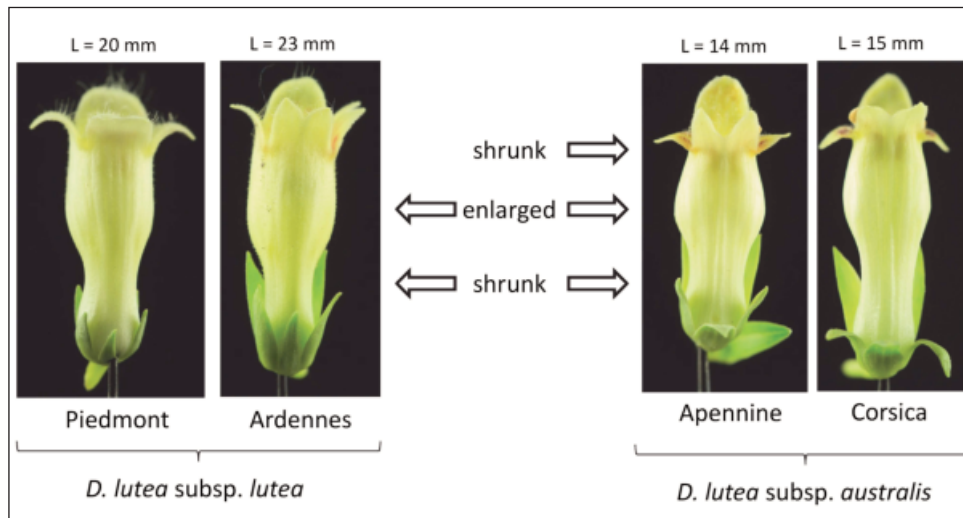 L = 20 mm
L = 23 mm
L = 14 mm
L = 15 mm
shrunk
enlarged
shrunk
Piedmont
Ardennes
Apennine
Corsica
D. lutea subsp. lutea
D. lutea subsp. australis